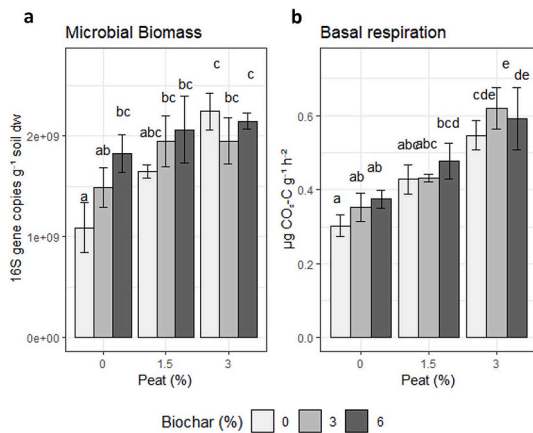 a Microbial Biomass
16S gene copies g⁻¹ soil dw
2e+09
1e+09
0e+00
a ab bc
abc bc bc
c bc c
0 1.5 3
Peat (%)
b Basal respiration
µg CO₂-C g⁻¹ h⁻²
0.6
0.4
0.2
0.0
a ab ab
abc abc bcd
cde e de
0 1.5 3
Peat (%)
Biochar (%) 0 3 6